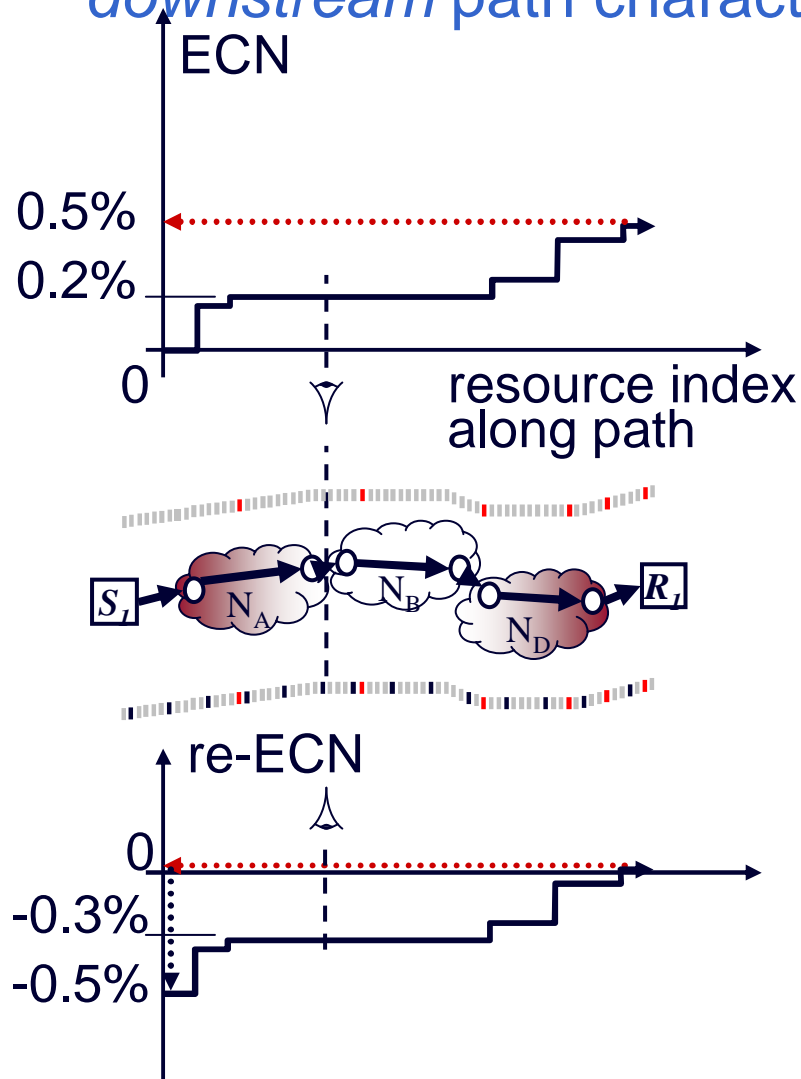 downstream path charact
ECN
0.5%
0.2%
0
resource index
along path
S1
NA
NB
ND
R1
re-ECN
0
-0.3%
-0.5%